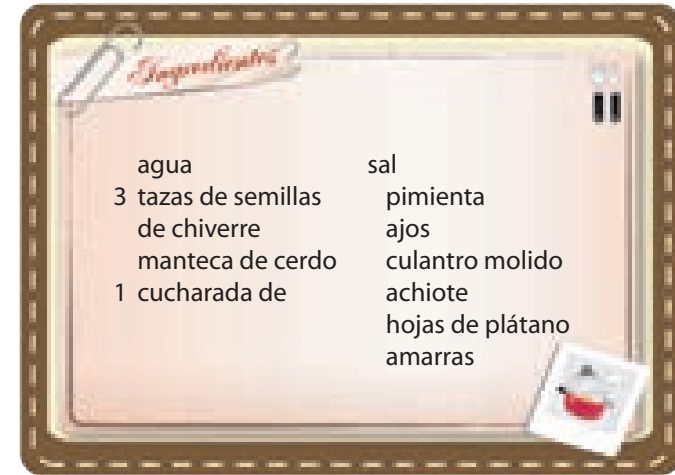 Ingredientes
agua
3 tazas de semillas
de chiverre
manteca de cerdo
1 cucharada de
sal
pimienta
ajos
culantro molido
achiote
hojas de plátano
amarras